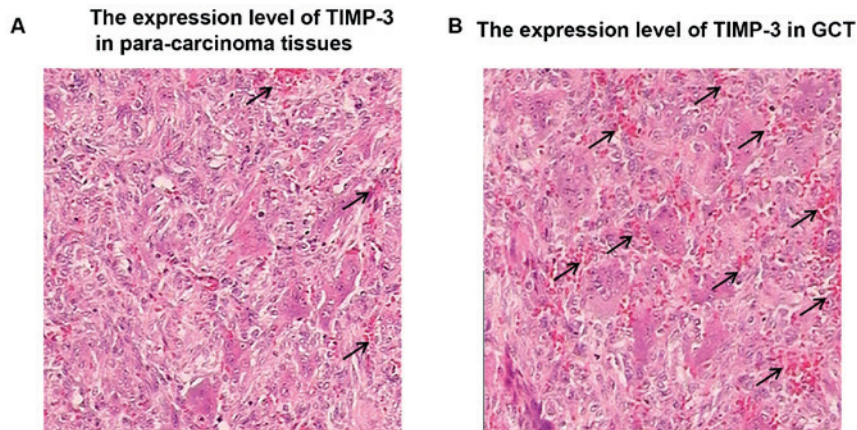 A
The expression level of TIMP-3
in para-carcinoma tissues
B
The expression level of TIMP-3 in GCT